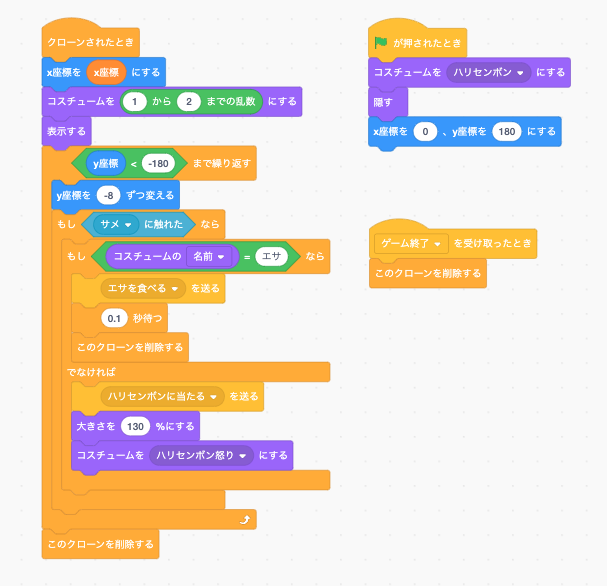 クローンされたとき
x座標を x座標 にする
コスチュームを 1 から 2 までの乱数 にする
表示する
y座標 < -180 まで繰り返す
y座標を -8 ずつ変える
もし サメ に触れた なら
もし コスチュームの 名前 = エサ なら
エサを食べる を送る
0.1 秒待つ
このクローンを削除する
でなければ
ハリセンボンに当たる を送る
大きさを 130 %にする
コスチュームを ハリセンボン怒り にする
このクローンを削除する
が押されたとき
コスチュームを ハリセンボン にする
隠す
x座標を 0 、y座標を 180 にする
ゲーム終了 を受け取ったとき
このクローンを削除する